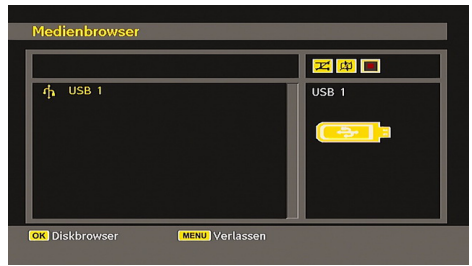 Medienbrowser
USB 1
USB 1
OK Diskbrowser
MENU Verlassen